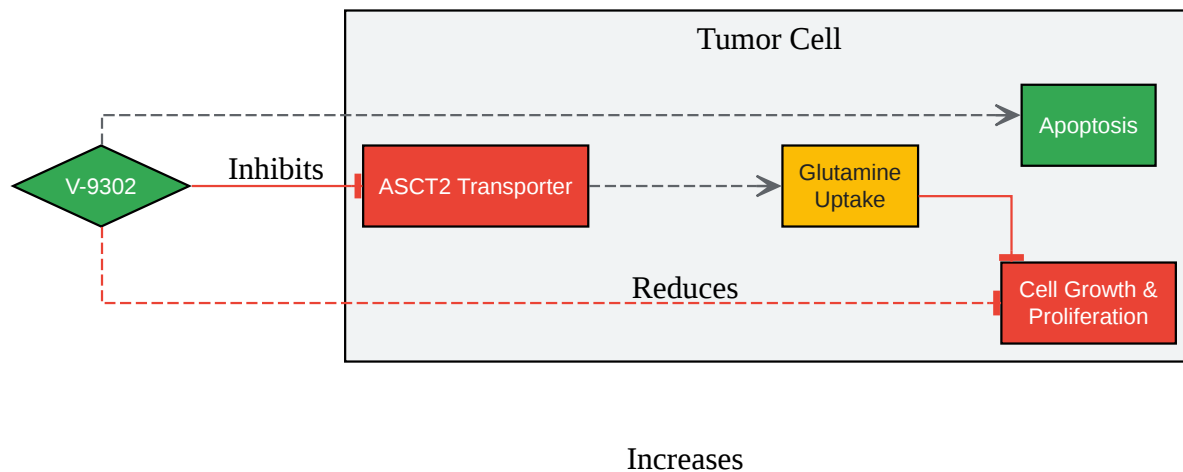 Tumor Cell
Apoptosis
V-9302
Inhibits
ASCT2 Transporter
Glutamine
Uptake
Reduces
Cell Growth &
Proliferation
Increases